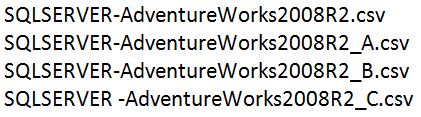 SQLSERVER-AdventureWorks2008R2.csv
SQLSERVER-AdventureWorks2008R2_A.csv
SQLSERVER-AdventureWorks2008R2_B.csv
SQLSERVER -AdventureWorks2008R2_C.csv